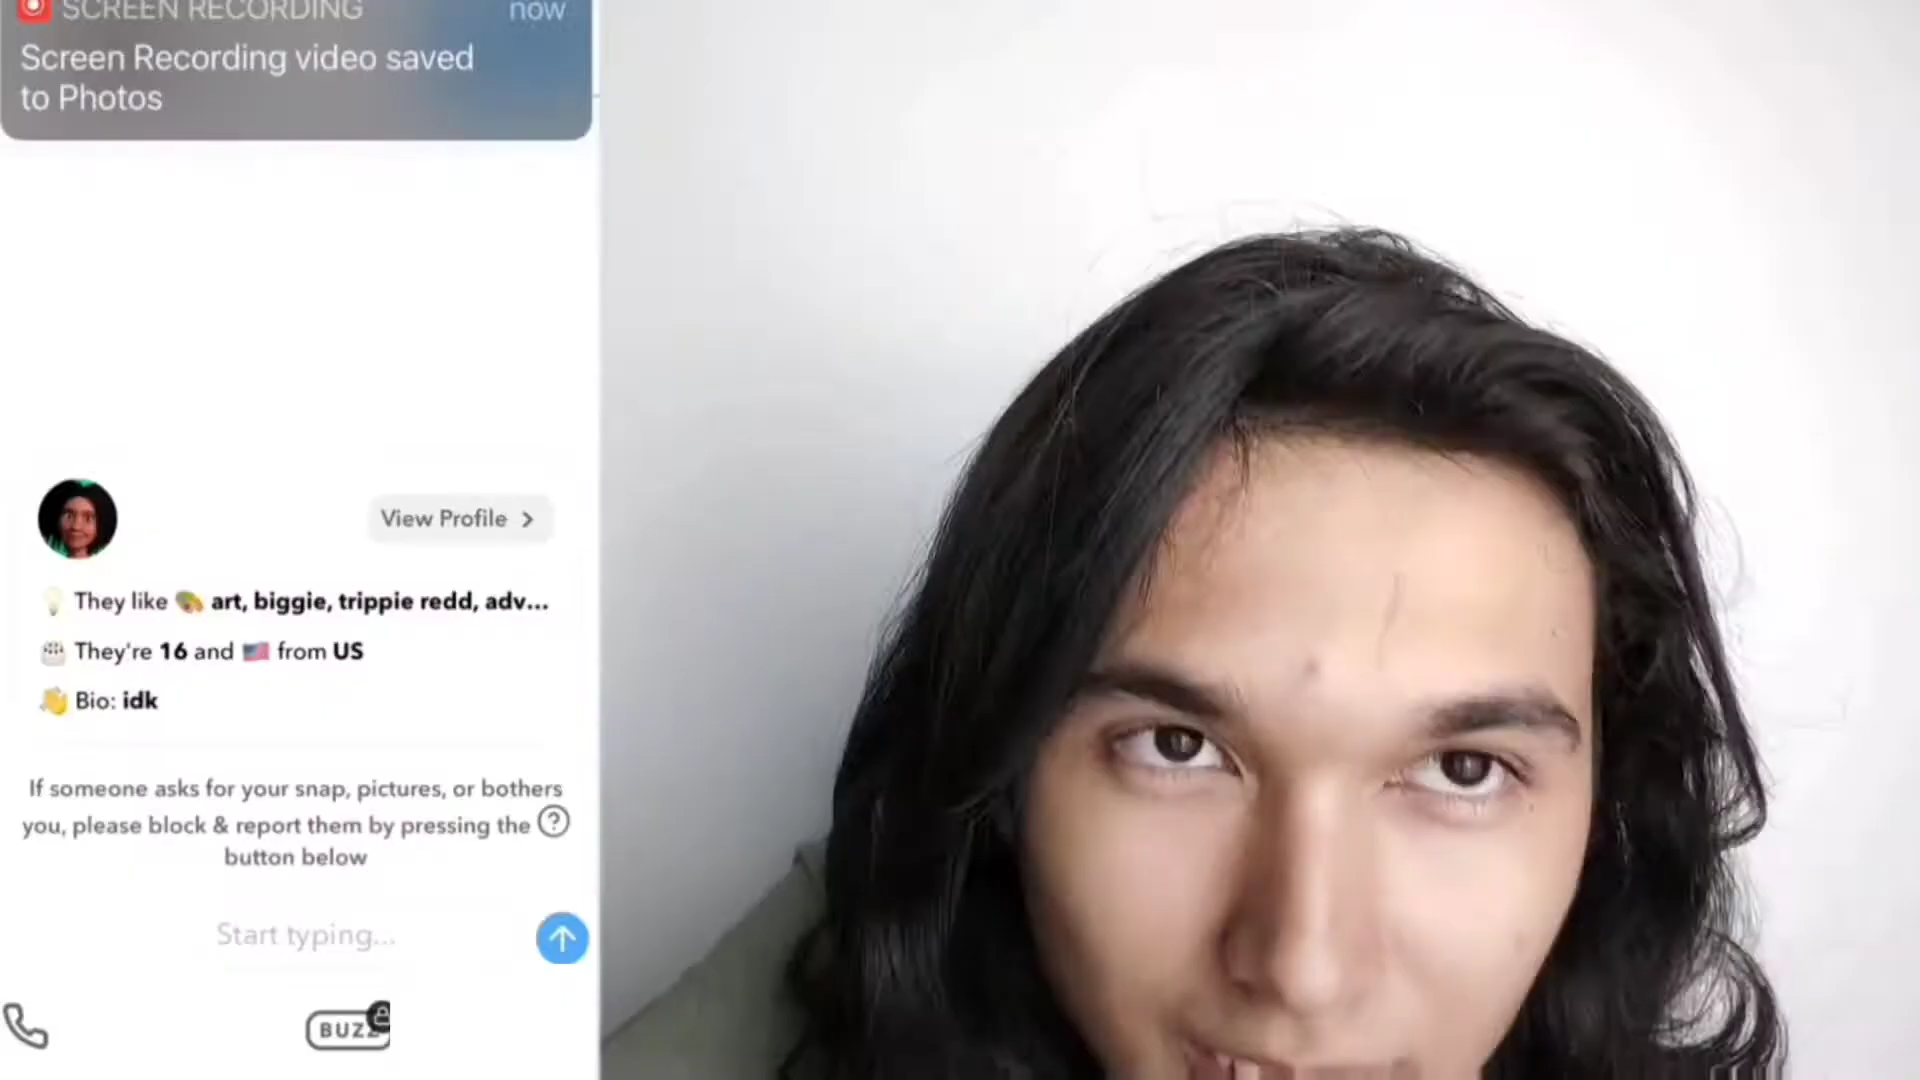 SCREEN RECORDING now
Screen Recording video saved
to Photos
View Profile
They like art, biggie, trippie redd, adv...
They're 16 and from US
Bio: idk
If someone asks for your snap, pictures, or bothers
you, please block & report them by pressing the ?
button below
Start typing...
BUZZ